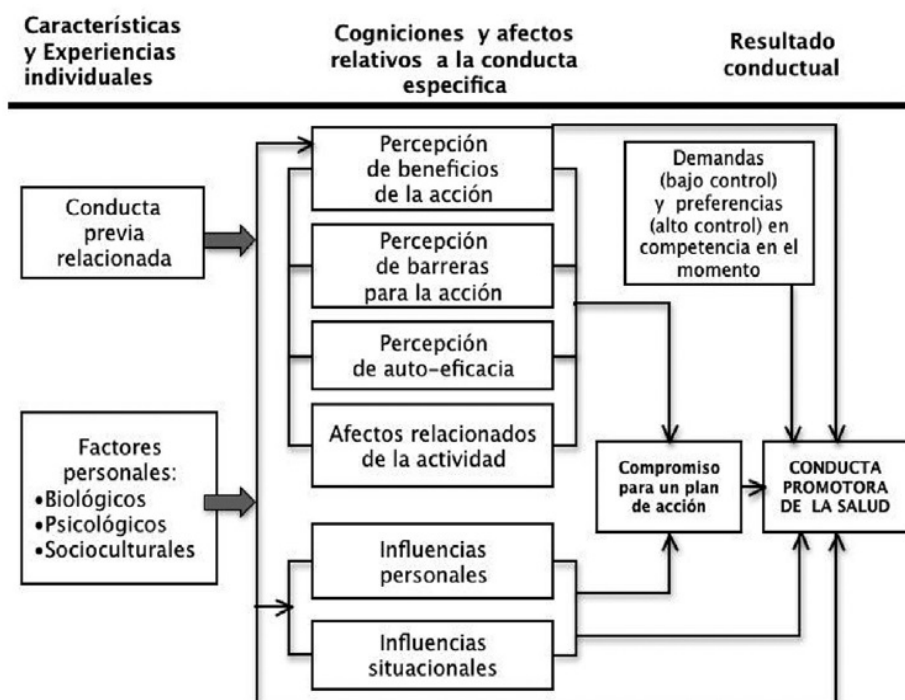 Características
y Experiencias
individuales
Cogniciones y afectos
relativos a la conducta
especifica
Resultado
conductual
Conducta
previa
relacionada
Factores
personales:
•Biológicos
•Psicológicos
•Socioculturales
Percepción
de beneficios
de la acción
Percepción
de barreras
para la acción
Percepción
de auto-eficacia
Afectos relacionados
de la actividad
Influencias
personales
Influencias
situacionales
Demandas
(bajo control)
y preferencias
(alto control) en
competencia en el
momento
Compromiso
para un plan
de acción
CONDUCTA
PROMOTORA
DE LA SALUD